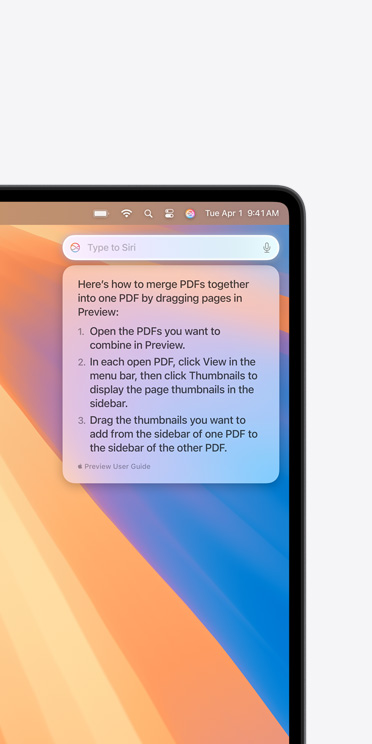 Tue Apr 1 9:41 AM
Type to Siri
Here's how to merge PDFs together
into one PDF by dragging pages in
Preview:
1. Open the PDFs you want to
combine in Preview.
2. In each open PDF, click View in the
menu bar, then click Thumbnails to
display the page thumbnails in the
sidebar.
3. Drag the thumbnails you want to
add from the sidebar of one PDF to
the sidebar of the other PDF.
Preview User Guide